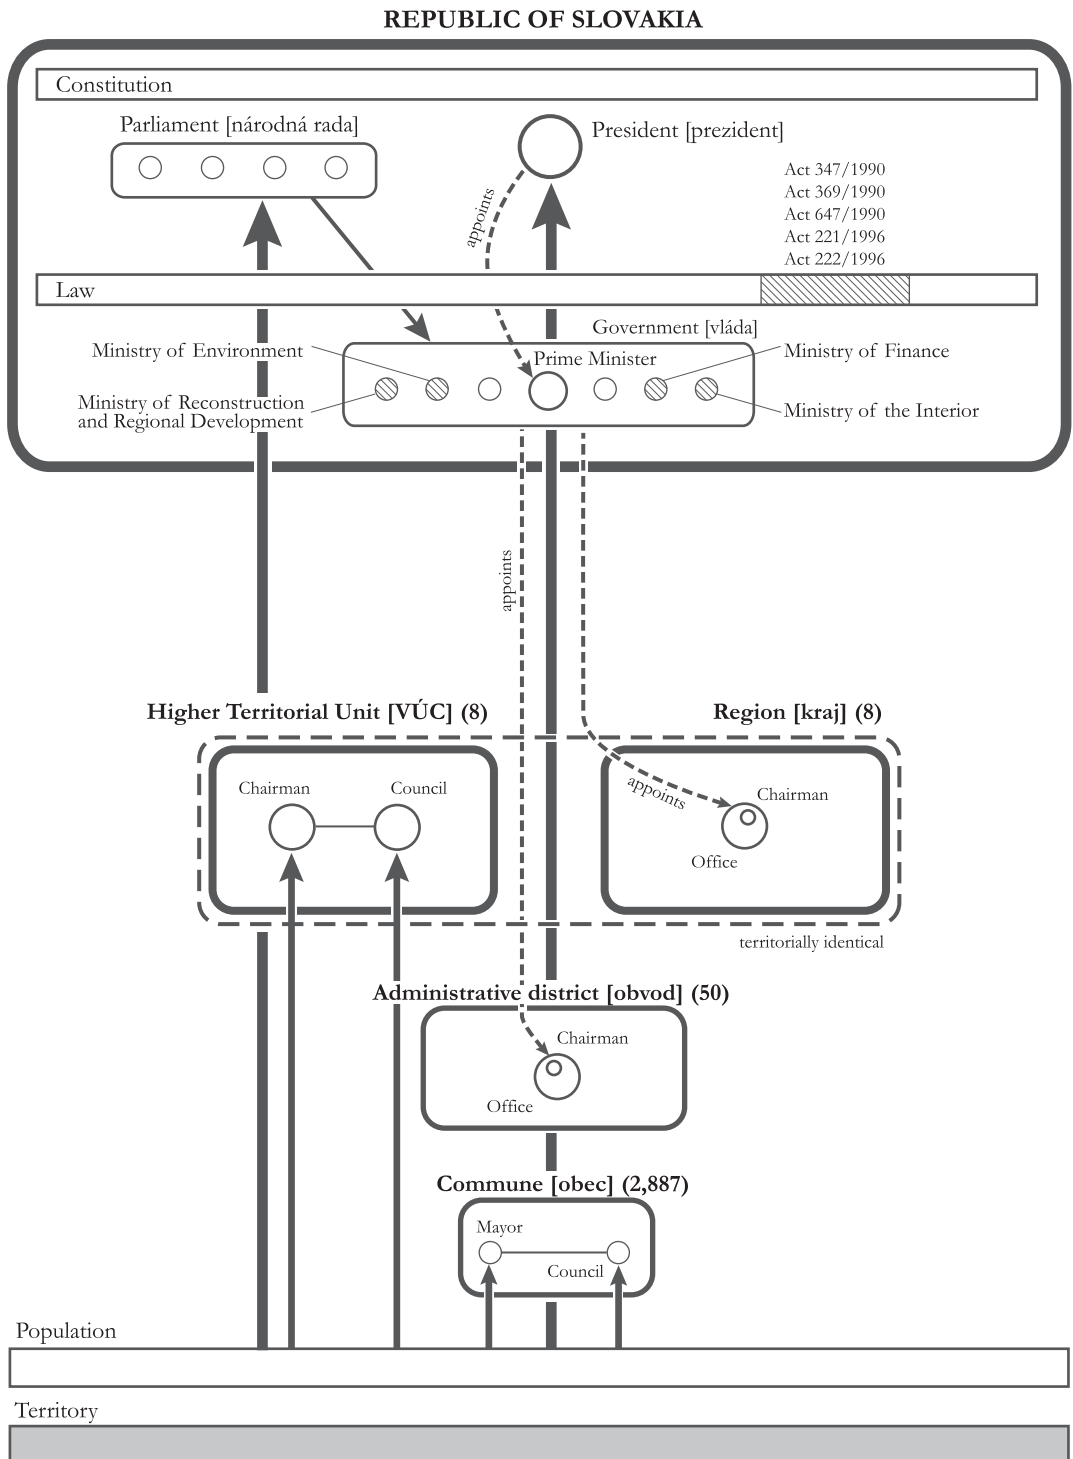 REPUBLIC OF SLOVAKIA
Constitution
Parliament [národná rada]
President [prezident]
Act 347/1990
Act 369/1990
Act 647/1990
Act 221/1996
Act 222/1996
appoints
Law
Government [vláda]
Ministry of Environment
Prime Minister
Ministry of Finance
Ministry of Reconstruction
and Regional Development
Ministry of the Interior
appoints
Higher Territorial Unit [VÚC] (8)
Region [kraj] (8)
Chairman
Council
appoints
Chairman
Office
territorially identical
Administrative district [obvod] (50)
Chairman
Office
Commune [obec] (2,887)
Mayor
Council
Population
Territory